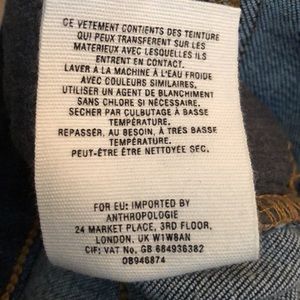 CE VETEMENT CONTIENTS DES TEINTURE
QUI PEUX TRANSFERENT SUR LES
MATERIEUX AVEC LESQUELLES ILS
ENTRENT EN CONTACT.
LAVER À LA MACHINE À L'EAU FROIDE
AVEC COULEURS SIMILAIRES,
UTILISER UN AGENT DE BLANCHIMENT
SANS CHLORE SI NÉCESSAIRE.
SECHER PAR CULBUTAGE À BASSE
TEMPÉRATURE.
REPASSER, AU BESOIN, À TRÈS BASSE
TEMPÉRATURE.
PEUT-ÊTRE ÊTRE NETTOYÉE SEC.
FOR EU: IMPORTED BY
ANTHROPOLOGIE
24 MARKET PLACE, 3RD FLOOR,
LONDON, UK W1W8AN
CIF: VAT No. GB 684936382
OB946874